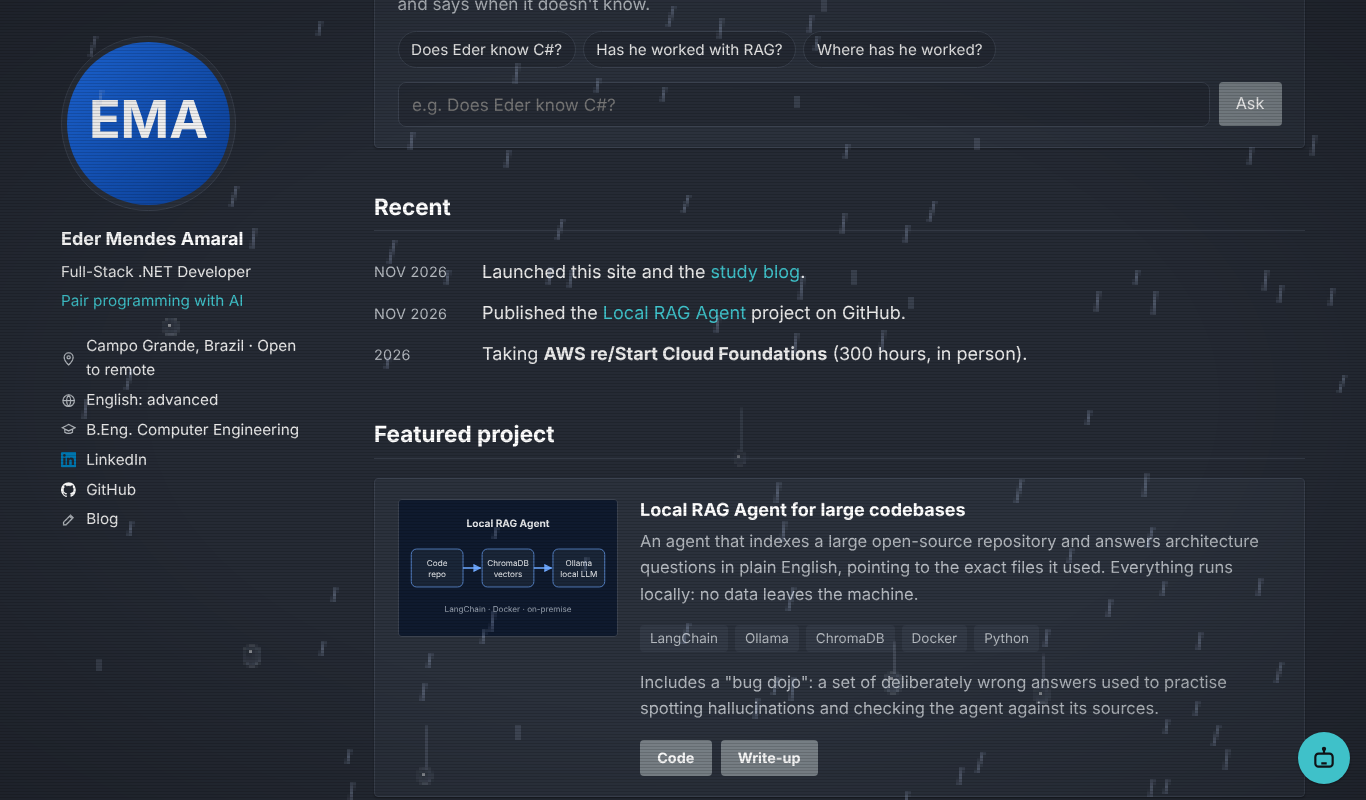 and says when it doesn't know.
Does Eder know C#?
Has he worked with RAG?
Where has he worked?
e.g. Does Eder know C#?
Ask
EMA
Eder Mendes Amaral
Full-Stack .NET Developer
Pair programming with AI
Campo Grande, Brazil · Open
to remote
English: advanced
B.Eng. Computer Engineering
LinkedIn
GitHub
Blog
Recent
NOV 2026 Launched this site and the study blog.
NOV 2026 Published the Local RAG Agent project on GitHub.
2026 Taking AWS re/Start Cloud Foundations (300 hours, in person).
Featured project
Local RAG Agent
Code
repo
ChromaDB
vectors
Ollama
local LLM
LangChain · Docker · on-premise
Local RAG Agent for large codebases
An agent that indexes a large open-source repository and answers architecture
questions in plain English, pointing to the exact files it used. Everything runs
locally: no data leaves the machine.
LangChain
Ollama
ChromaDB
Docker
Python
Includes a "bug dojo": a set of deliberately wrong answers used to practise
spotting hallucinations and checking the agent against its sources.
Code
Write-up